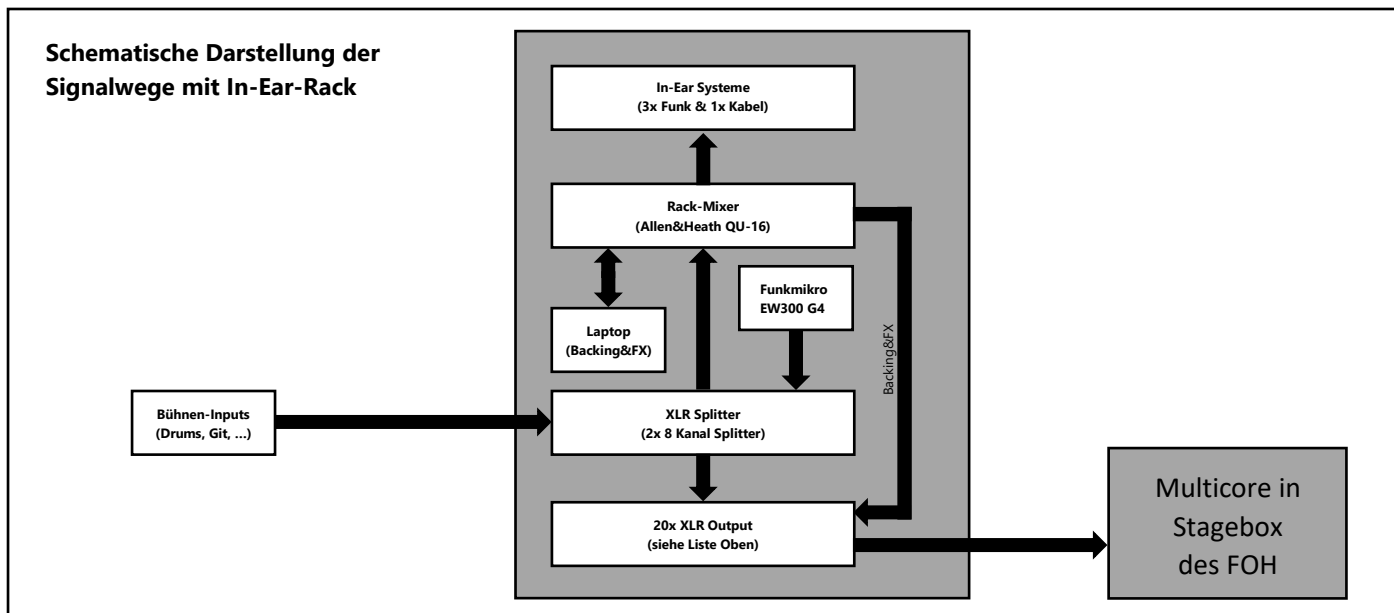 Schematische Darstellung der
Signalwege mit In-Ear-Rack
In-Ear Systeme
(3x Funk & 1x Kabel)
Rack-Mixer
(Allen&Heath QU-16)
Funkmikro
EW300 G4
Laptop
(Backing&FX)
Backing&FX
Bühnen-Inputs
(Drums, Git, ...)
XLR Splitter
(2x 8 Kanal Splitter)
20x XLR Output
(siehe Liste Oben)
Multicore in
Stagebox
des FOH